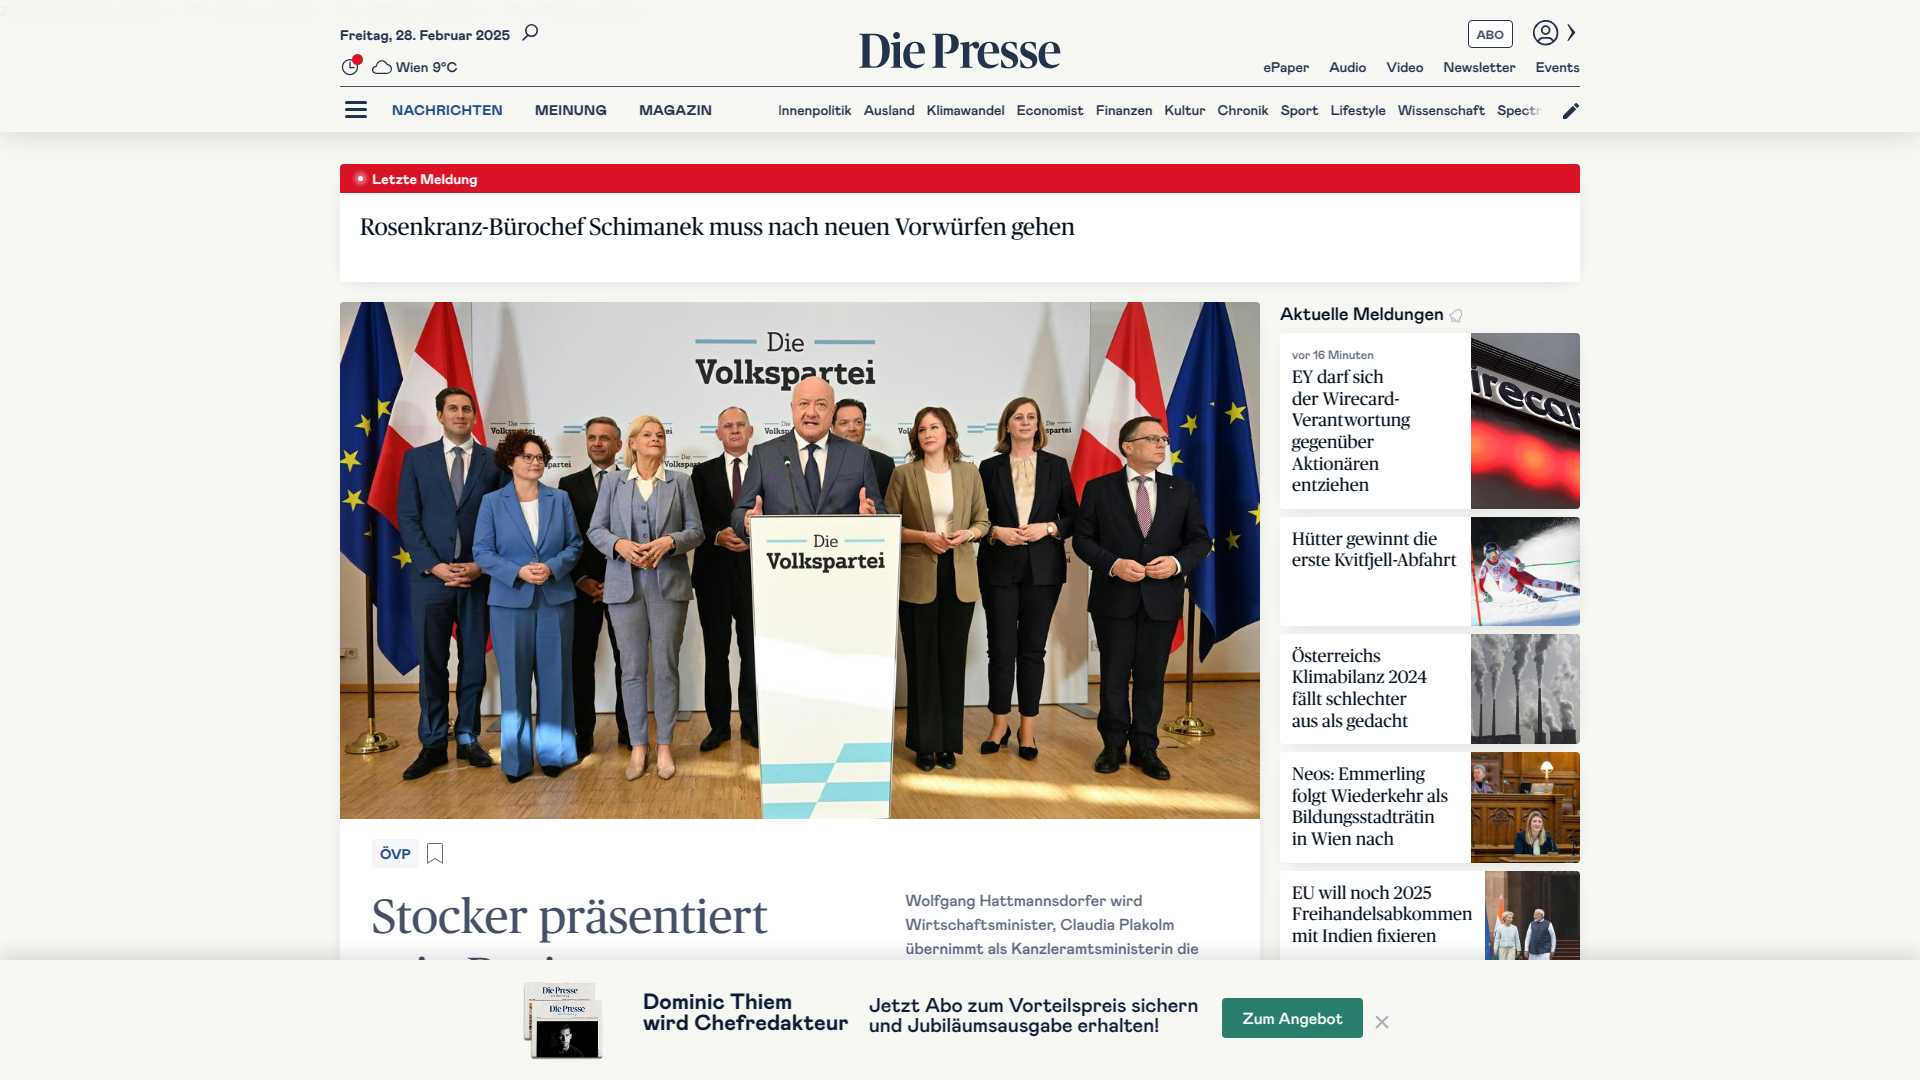 Freitag, 28. Februar 2025
Wien 9°C
Die Presse
ABO
ePaper Audio Video Newsletter Events
NACHRICHTEN MEINUNG MAGAZIN
Innenpolitik Ausland Klimawandel Economist Finanzen Kultur Chronik Sport Lifestyle Wissenschaft
Letzte Meldung
Rosenkranz-Bürochef Schimanek muss nach neuen Vorwürfen gehen
Die
Volkspartei
Die
Volkspartei
Die
Volkspartei
ÖVP
Stocker präsentiert
Wolfgang Hattmannsdorfer wird
Wirtschaftsminister, Claudia Plakolm
übernimmt als Kanzleramtsministerin die
Aktuelle Meldungen
vor 16 Minuten
EY darf sich
der Wirecard-
Verantwortung
gegenüber
Aktionären
entziehen
irecar
Hütter gewinnt die
erste Kvitfjell-Abfahrt
Österreichs
Klimabilanz 2024
fällt schlechter
aus als gedacht
Neos: Emmerling
folgt Wiederkehr als
Bildungsstadträtin
in Wien nach
EU will noch 2025
Freihandelsabkommen
mit Indien fixieren
Die Presse
Die Presse
Dominic Thiem
wird Chefredakteur
Jetzt Abo zum Vorteilspreis sichern
und Jubiläumsausgabe erhalten!
Zum Angebot